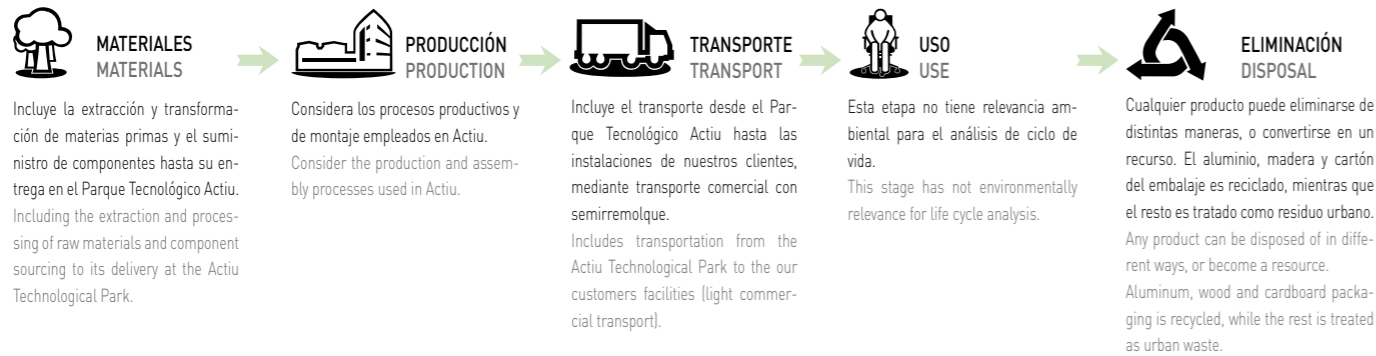 MATERIALES
MATERIALS
Incluye la extracción y transforma-
ción de materias primas y el sumi-
nistro de componentes hasta su en-
trega en el Parque Tecnológico Actiu.
Including the extraction and proces-
sing of raw materials and component
sourcing to its delivery at the Actiu
Technological Park.
PRODUCCIÓN
PRODUCTION
Considera los procesos productivos y
de montaje empleados en Actiu.
Consider the production and assem-
bly processes used in Actiu.
TRANSPORTE
TRANSPORT
Incluye el transporte desde el Par-
que Tecnológico Actiu hasta las
instalaciones de nuestros clientes,
mediante transporte comercial con
semirremolque.
Includes transportation from the
Actiu Technological Park to the our
customers facilities (light commer-
cial transport).
USO
USE
Esta etapa no tiene relevancia am-
biental para el análisis de ciclo de
vida.
This stage has not environmentally
relevance for life cycle analysis.
ELIMINACIÓN
DISPOSAL
Cualquier producto puede eliminarse de
distintas maneras, o convertirse en un
recurso. El aluminio, madera y cartón
del embalaje es reciclado, mientras que
el resto es tratado como residuo urbano.
Any product can be disposed of in diffe-
rent ways, or become a resource.
Aluminum, wood and cardboard packa-
ging is recycled, while the rest is treated
as urban waste.